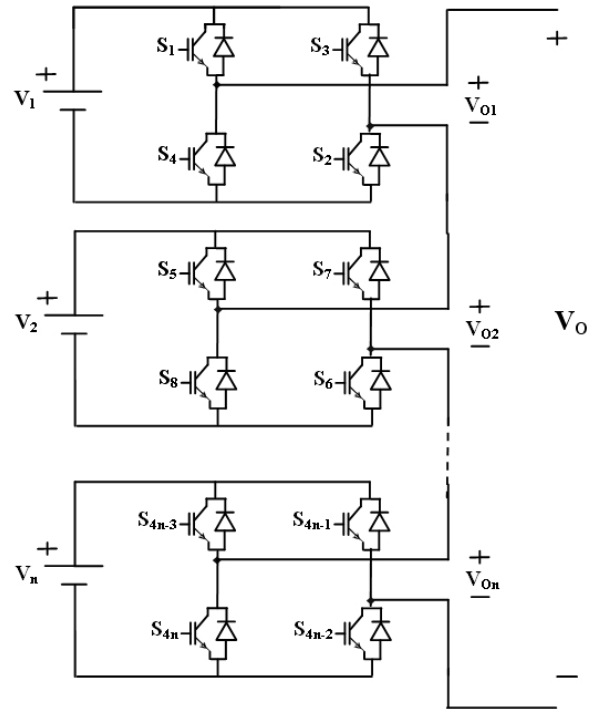 S1 S3
+ +
V1 + VO1
−
S4 S2
S5 S7
+ +
V2 VO2 VO
−
S8 S6
S4n-3 S4n-1
+ +
Vn VOn
−
S4n S4n-2
−